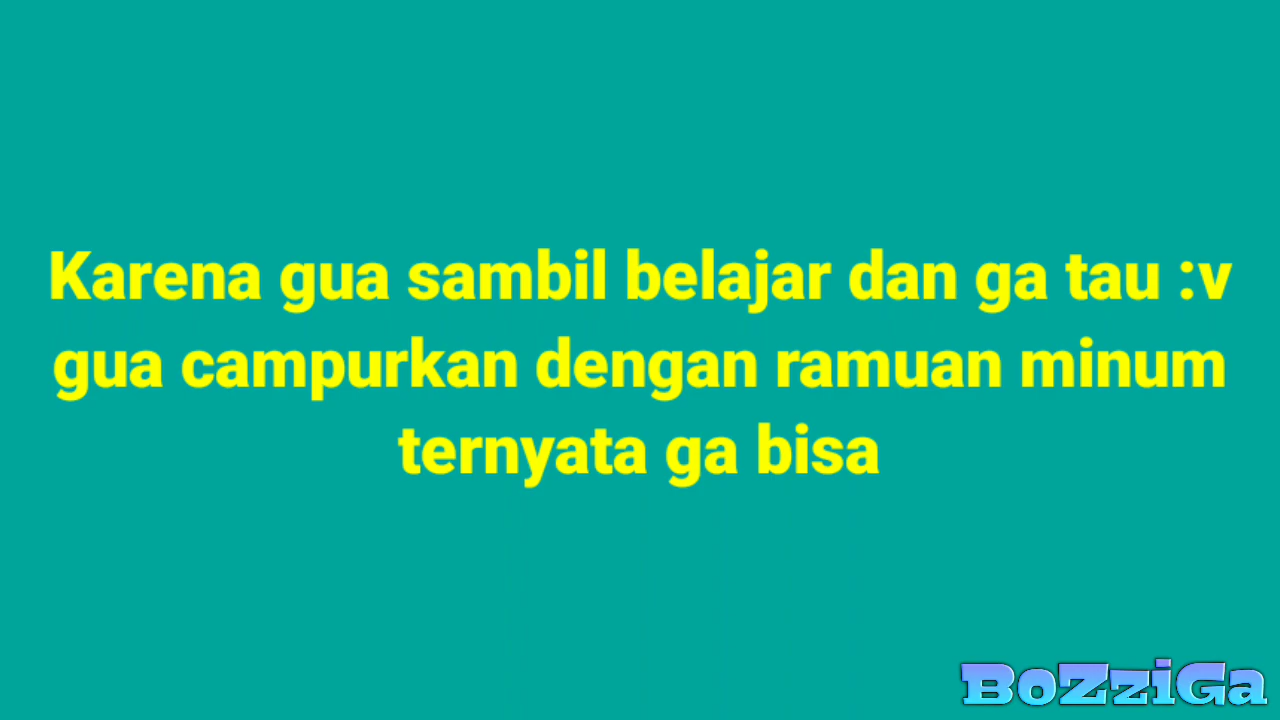 Karena gua sambil belajar dan ga tau :v
gua campurkan dengan ramuan minum
ternyata ga bisa
BoZziGa